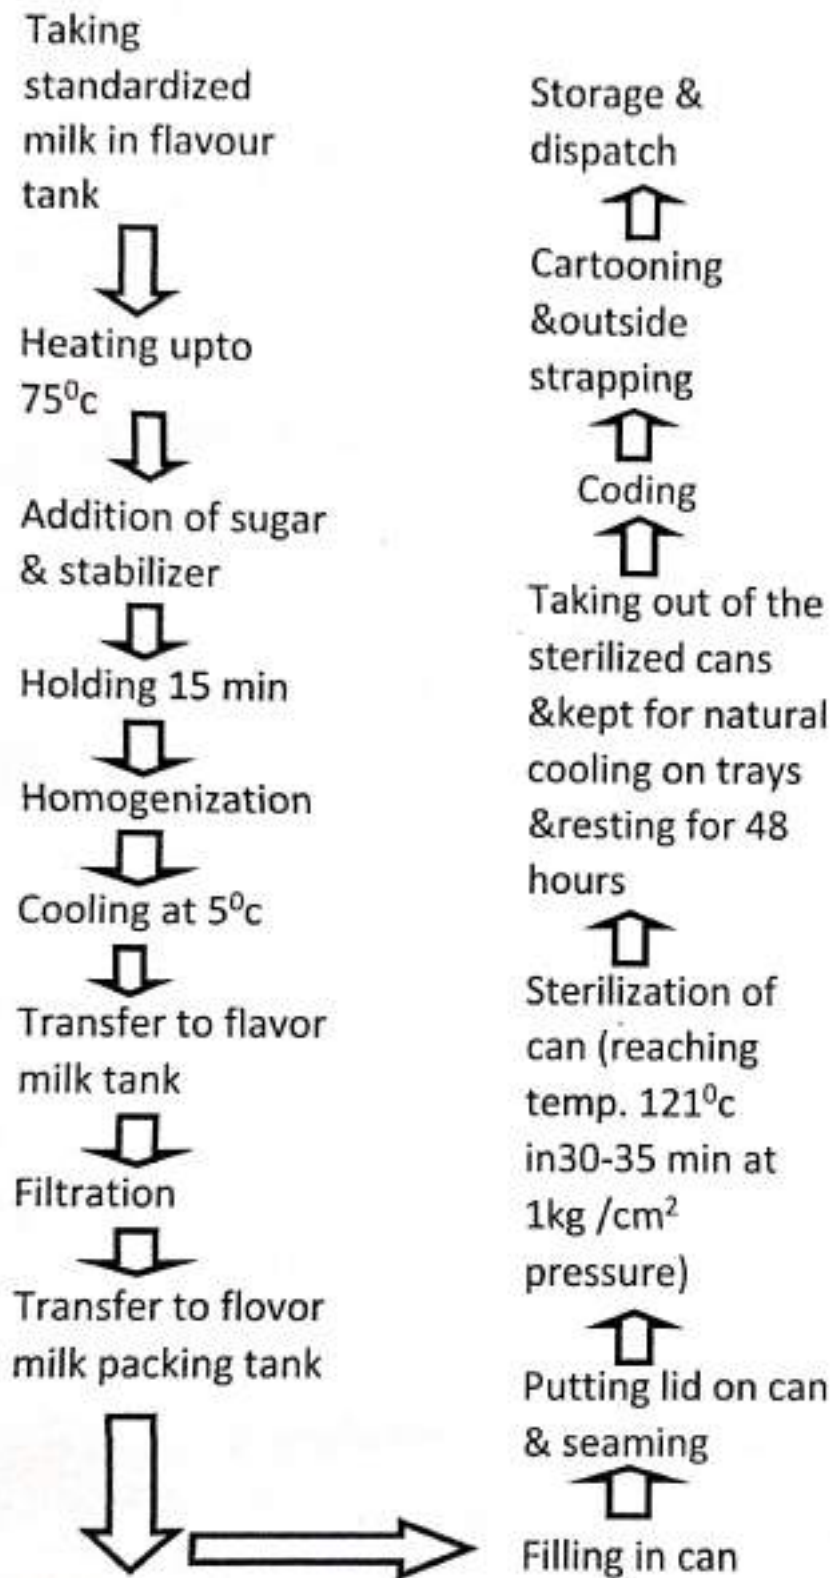 Taking
standardized
milk in flavour
tank
Heating upto
75⁰c
Addition of sugar
& stabilizer
Holding 15 min
Homogenization
Cooling at 5⁰c
Transfer to flavor
milk tank
Filtration
Transfer to flovor
milk packing tank
Filling in can
Putting lid on can
& seaming
Sterilization of
can (reaching
temp. 121⁰c
in30-35 min at
1kg /cm²
pressure)
Taking out of the
sterilized cans
&kept for natural
cooling on trays
&resting for 48
hours
Coding
Cartooning
&outside
strapping
Storage &
dispatch